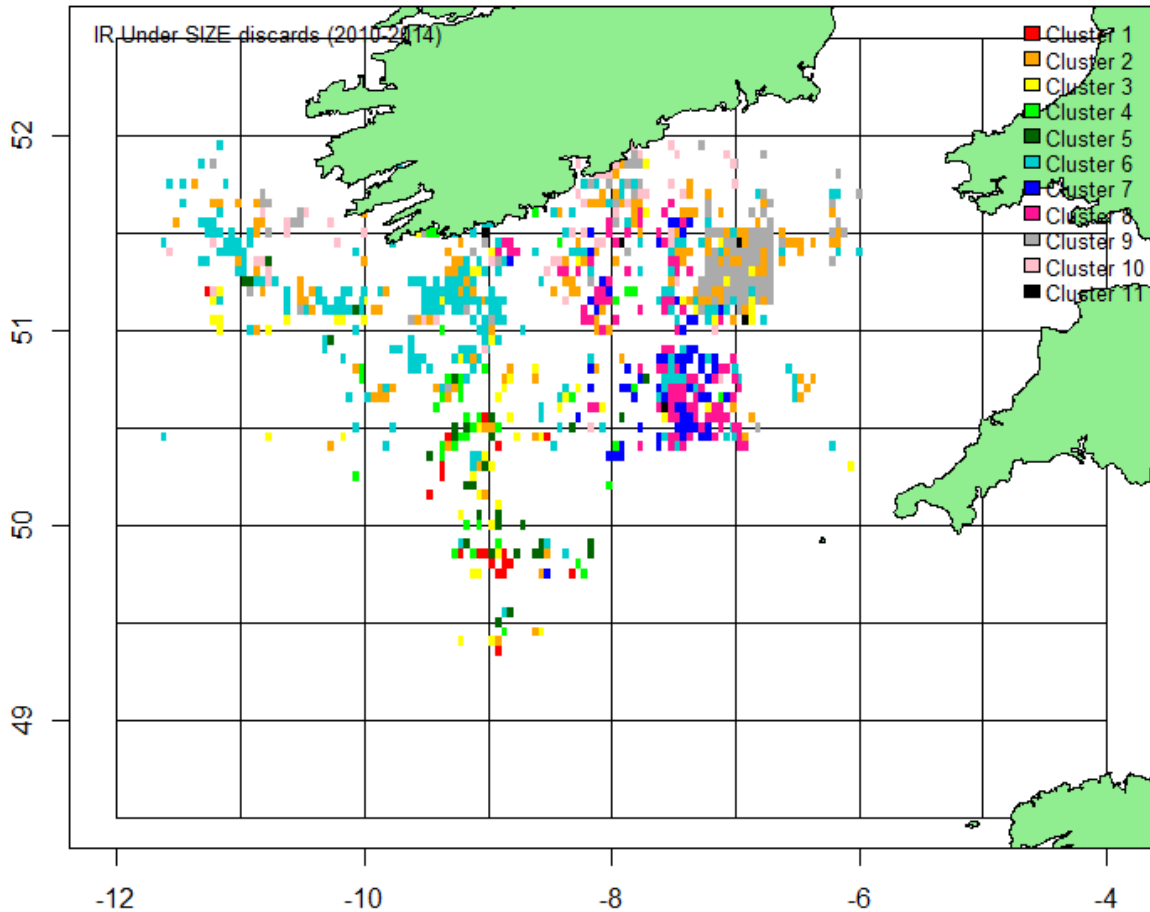 IR Under SIZE discards (2010-2014)
Cluster 1
Cluster 2
Cluster 3
Cluster 4
Cluster 5
Cluster 6
Cluster 7
Cluster 8
Cluster 9
Cluster 10
Cluster 11
52
51
50
49
-12 -10 -8 -6 -4